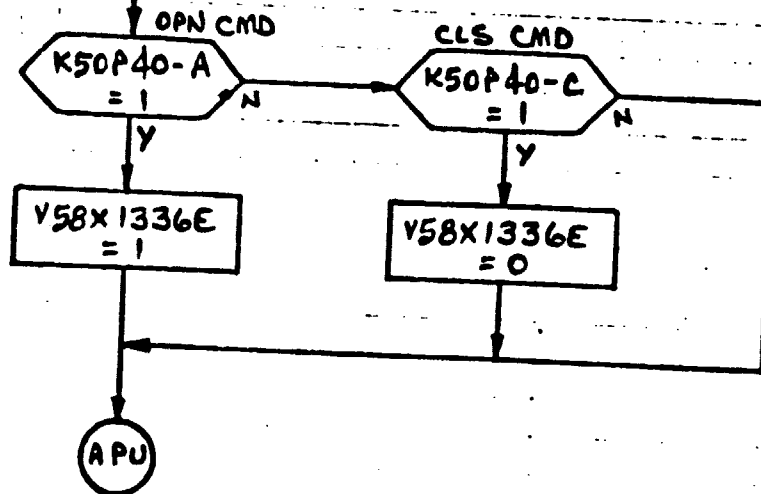 OPN CMD
K50P40-A
= 1
N
Y
V58X1336E
= 1
CLS CMD
K50P40-C
= 1
N
Y
V58X1336E
= 0
APU